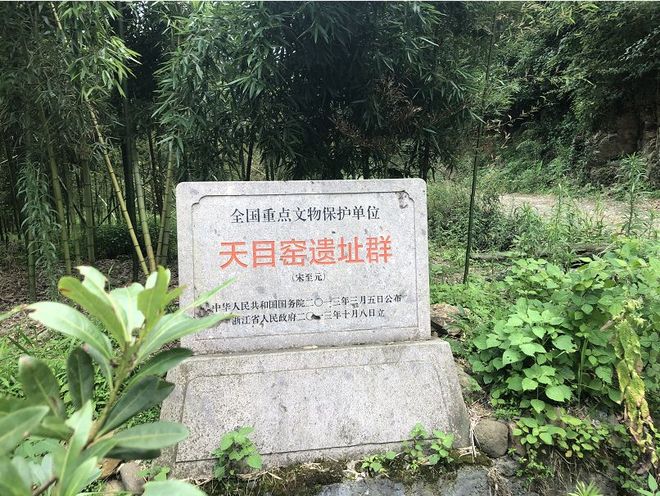 全国重点文物保护单位
天目窑遗址群
（宋至元）
中华人民共和国国务院二〇一三年三月五日公布
浙江省人民政府二〇一三年十月八日立